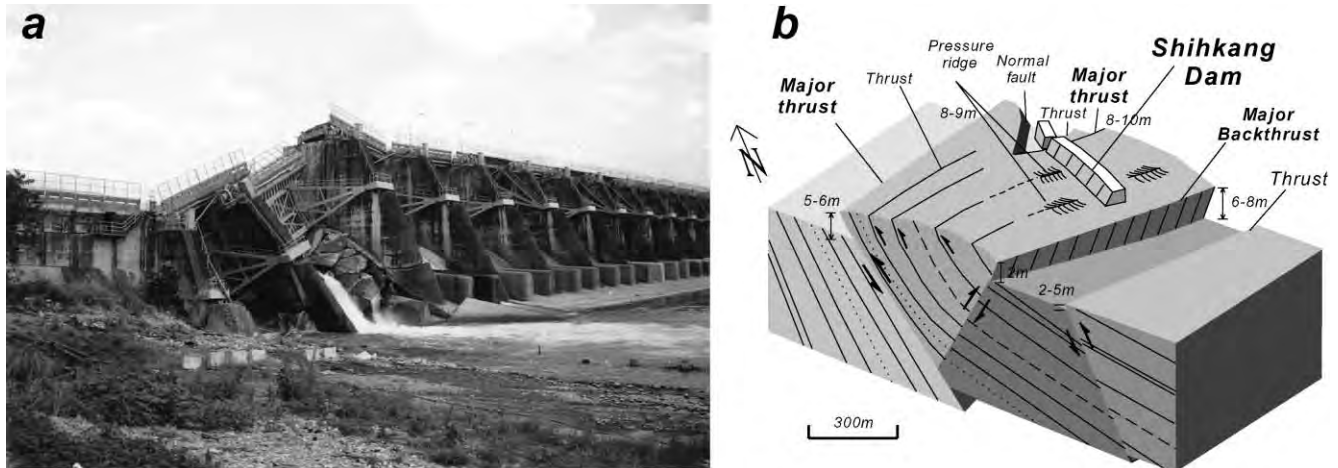 a
b
Pressure
ridge
Normal
fault
Shihkang
Dam
Major
thrust
Thrust
Major
thrust
Thrust
8-9m
8-10m
Major
Backthrust
N
5-6m
Thrust
6-8m
2m
2-5m
300m